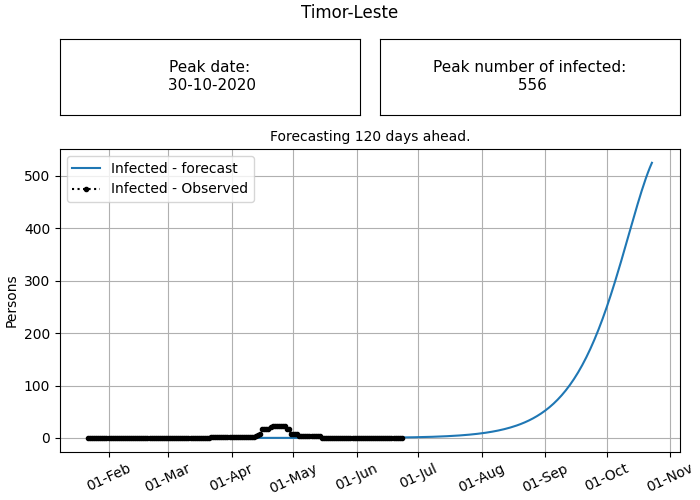 Timor-Leste
Peak date:
30-10-2020
Peak number of infected:
556
Forecasting 120 days ahead.
Infected - forecast
Infected - Observed
Persons
500
400
300
200
100
0
01-Feb
01-Mar
01-Apr
01-May
01-Jun
01-Jul
01-Aug
01-Sep
01-Oct
01-Nov